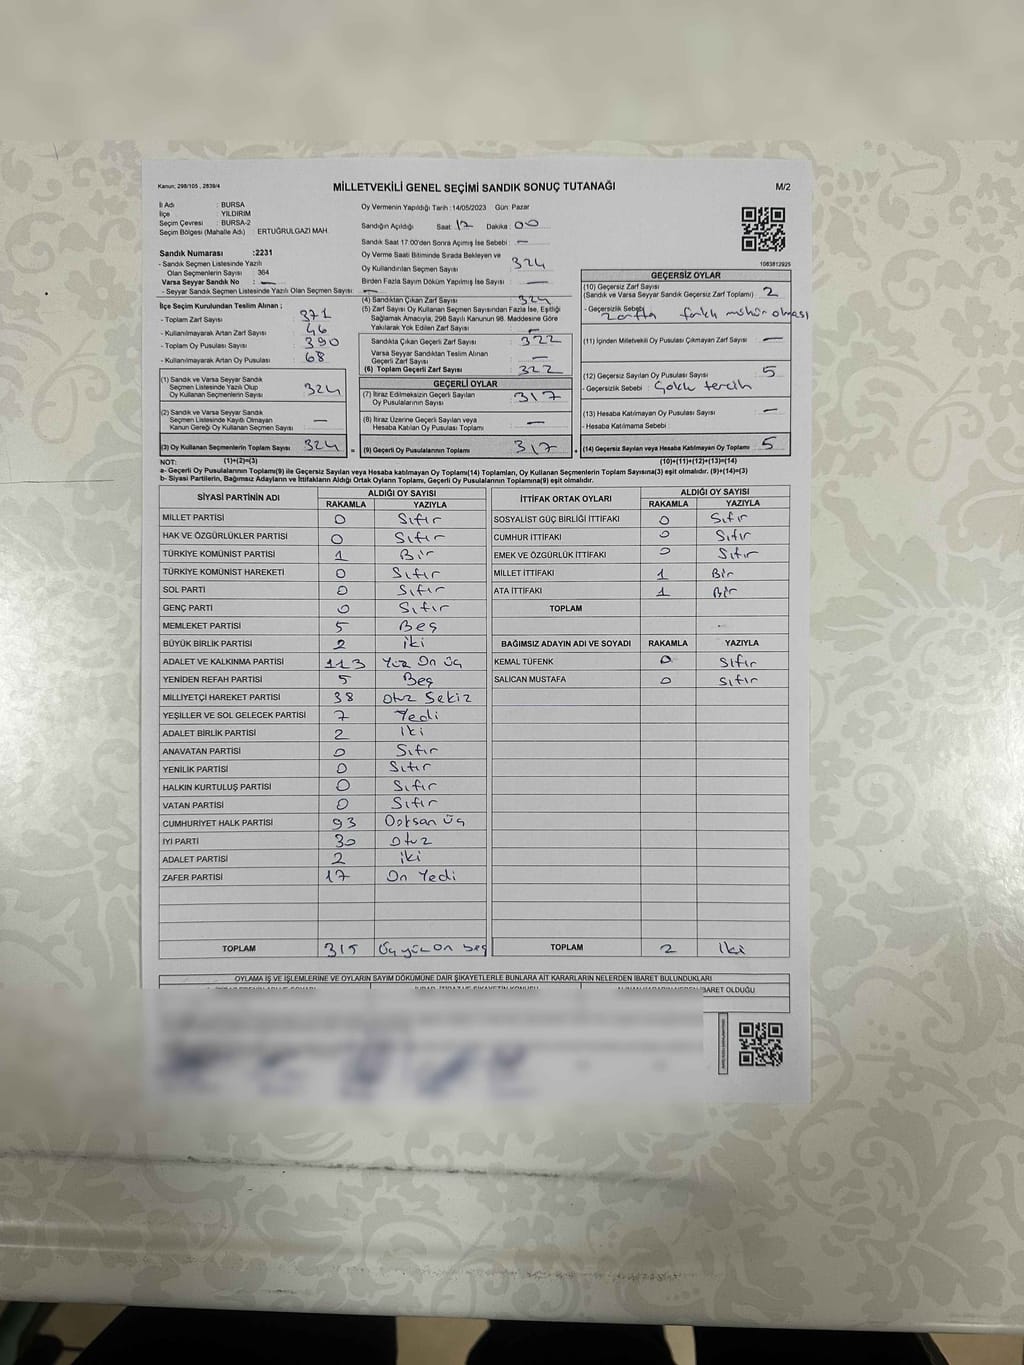 Kanun: 298/105 , 2839/4
MİLLETVEKİLİ GENEL SEÇİMİ SANDIK SONUÇ TUTANAĞI
M/2
İl Adı : BURSA
İlçe : YILDIRIM
Seçim Çevresi : BURSA-2
Seçim Bölgesi (Mahalle Adı) : ERTUĞRULGAZİ MAH.
Sandık Numarası :2231
- Sandık Seçmen Listesinde Yazılı
Olan Seçmenlerin Sayısı 364
Varsa Seyyar Sandık No : —
- Seyyar Sandık Seçmen Listesinde Yazılı Olan Seçmen Sayısı: —
İlçe Seçim Kurulundan Teslim Alınan ;
- Toplam Zarf Sayısı : 371
- Kullanılmayarak Artan Zarf Sayısı : 46
- Toplam Oy Pusulası Sayısı : 390
- Kullanılmayarak Artan Oy Pusulası : 68
(1) Sandık ve Varsa Seyyar Sandık
Seçmen Listesinde Yazılı Olup
Oy Kullanan Seçmenlerin Sayısı 324
(2) Sandık ve Varsa Seyyar Sandık
Seçmen Listesinde Kayıtlı Olmayan
Kanun Gereği Oy Kullanan Seçmen Sayısı —
(3) Oy Kullanan Seçmenlerin Toplam Sayısı 324
(1)+(2)=(3)
Oy Vermenin Yapıldığı Tarih : 14/05/2023 Gün: Pazar
Sandığın Açıldığı Saat: 17 Dakika : 00
Sandık Saat 17:00'den Sonra Açılmış İse Sebebi : —
Oy Verme Saati Bitiminde Sırada Bekleyen ve
Oy Kullandırılan Seçmen Sayısı : 324
Birden Fazla Sayım Döküm Yapılmış İse Sayısı : —
(4) Sandıktan Çıkan Zarf Sayısı : 324
(5) Zarf Sayısı Oy Kullanan Seçmen Sayısından Fazla İse, Eşitliği
Sağlamak Amacıyla, 298 Sayılı Kanunun 98. Maddesine Göre
Yakılarak Yok Edilen Zarf Sayısı : —
Sandıkta Çıkan Geçerli Zarf Sayısı : 322
Varsa Seyyar Sandıktan Teslim Alınan
Geçerli Zarf Sayısı : —
(6) Toplam Geçerli Zarf Sayısı : 322
GEÇERLİ OYLAR
(7) İtiraz Edilmeksizin Geçerli Sayılan
Oy Pusulalarının Sayısı : 317
(8) İtiraz Üzerine Geçerli Sayılan veya
Hesaba Katılan Oy Pusulası Toplamı : —
= (9) Geçerli Oy Pusulalarının Toplamı : 317
1083812925
GEÇERSİZ OYLAR
(10) Geçersiz Zarf Sayısı
(Sandık ve Varsa Seyyar Sandık Geçersiz Zarf Toplamı) : 2
- Geçersizlik Sebebi : Zarfta farklı mühür olması
(11) İçinden Milletvekili Oy Pusulası Çıkmayan Zarf Sayısı : —
(12) Geçersiz Sayılan Oy Pusulası Sayısı : 5
- Geçersizlik Sebebi : Çoklu tercih
(13) Hesaba Katılmayan Oy Pusulası Sayısı : —
- Hesaba Katılmama Sebebi :
+ (14) Geçersiz Sayılan veya Hesaba Katılmayan Oy Toplamı : 5
(10)+(11)+(12)+(13)=(14)
NOT:
a- Geçerli Oy Pusulalarının Toplamı(9) ile Geçersiz Sayılan veya Hesaba katılmayan Oy Toplamı(14) Toplamları, Oy Kullanan Seçmenlerin Toplam Sayısına(3) eşit olmalıdır. (9)+(14)=(3)
b- Siyasi Partilerin, Bağımsız Adayların ve İttifakların Aldığı Ortak Oyların Toplamı, Geçerli Oy Pusulalarının Toplamına(9) eşit olmalıdır.
SİYASİ PARTİNİN ADI ALDIĞI OY SAYISI
RAKAMLA YAZIYLA
MİLLET PARTİSİ 0 Sıfır
HAK VE ÖZGÜRLÜKLER PARTİSİ 0 Sıfır
TÜRKİYE KOMÜNİST PARTİSİ 1 Bir
TÜRKİYE KOMÜNİST HAREKETİ 0 Sıfır
SOL PARTİ 0 Sıfır
GENÇ PARTİ 0 Sıfır
MEMLEKET PARTİSİ 5 Beş
BÜYÜK BİRLİK PARTİSİ 2 iki
ADALET VE KALKINMA PARTİSİ 113 Yüz On üç
YENİDEN REFAH PARTİSİ 5 Beş
MİLLİYETÇİ HAREKET PARTİSİ 38 Otuz Sekiz
YEŞİLLER VE SOL GELECEK PARTİSİ 7 Yedi
ADALET BİRLİK PARTİSİ 2 iki
ANAVATAN PARTİSİ 0 Sıfır
YENİLİK PARTİSİ 0 Sıfır
HALKIN KURTULUŞ PARTİSİ 0 Sıfır
VATAN PARTİSİ 0 Sıfır
CUMHURİYET HALK PARTİSİ 93 Doksan üç
İYİ PARTİ 30 Otuz
ADALET PARTİSİ 2 iki
ZAFER PARTİSİ 17 On Yedi
TOPLAM 315 Üç yüz On beş
İTTİFAK ORTAK OYLARI ALDIĞI OY SAYISI
RAKAMLA YAZIYLA
SOSYALİST GÜÇ BİRLİĞİ İTTİFAKI 0 Sıfır
CUMHUR İTTİFAKI 0 Sıfır
EMEK VE ÖZGÜRLÜK İTTİFAKI 0 Sıfır
MİLLET İTTİFAKI 1 Bir
ATA İTTİFAKI 1 Bir
TOPLAM
BAĞIMSIZ ADAYIN ADI VE SOYADI RAKAMLA YAZIYLA
KEMAL TÜFENK 0 Sıfır
SALİCAN MUSTAFA 0 Sıfır
TOPLAM 2 iki
OYLAMA İŞ VE İŞLEMLERİNE VE OYLARIN SAYIM DÖKÜMÜNE DAİR ŞİKAYETLERLE BUNLARA AİT KARARLARIN NELERDEN İBARET BULUNDUKLARI
İBARET OLDUĞU